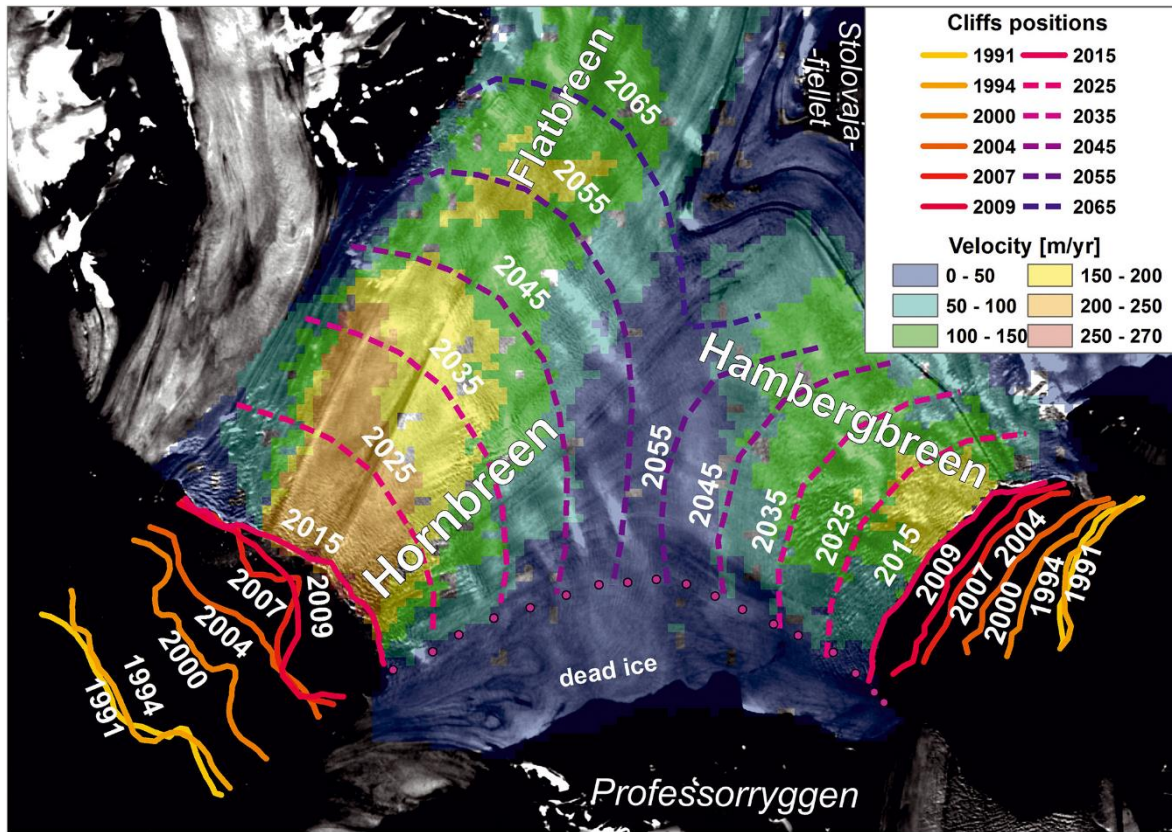 Cliffs positions
1991
2015
1994
2025
2000
2035
2004
2045
2007
2055
2009
2065
Velocity [m/yr]
0 - 50
150 - 200
50 - 100
200 - 250
100 - 150
250 - 270
Stolovaja-
-fjellet
2065
Flatbreen
2055
2045
2035
2025
2015
Hornbreen
Hambergbreen
2055
2045
2035
2025
2015
2009
2007
2004
2000
1994
1991
2009
2007
2004
2000
1994
1991
dead ice
Professorryggen